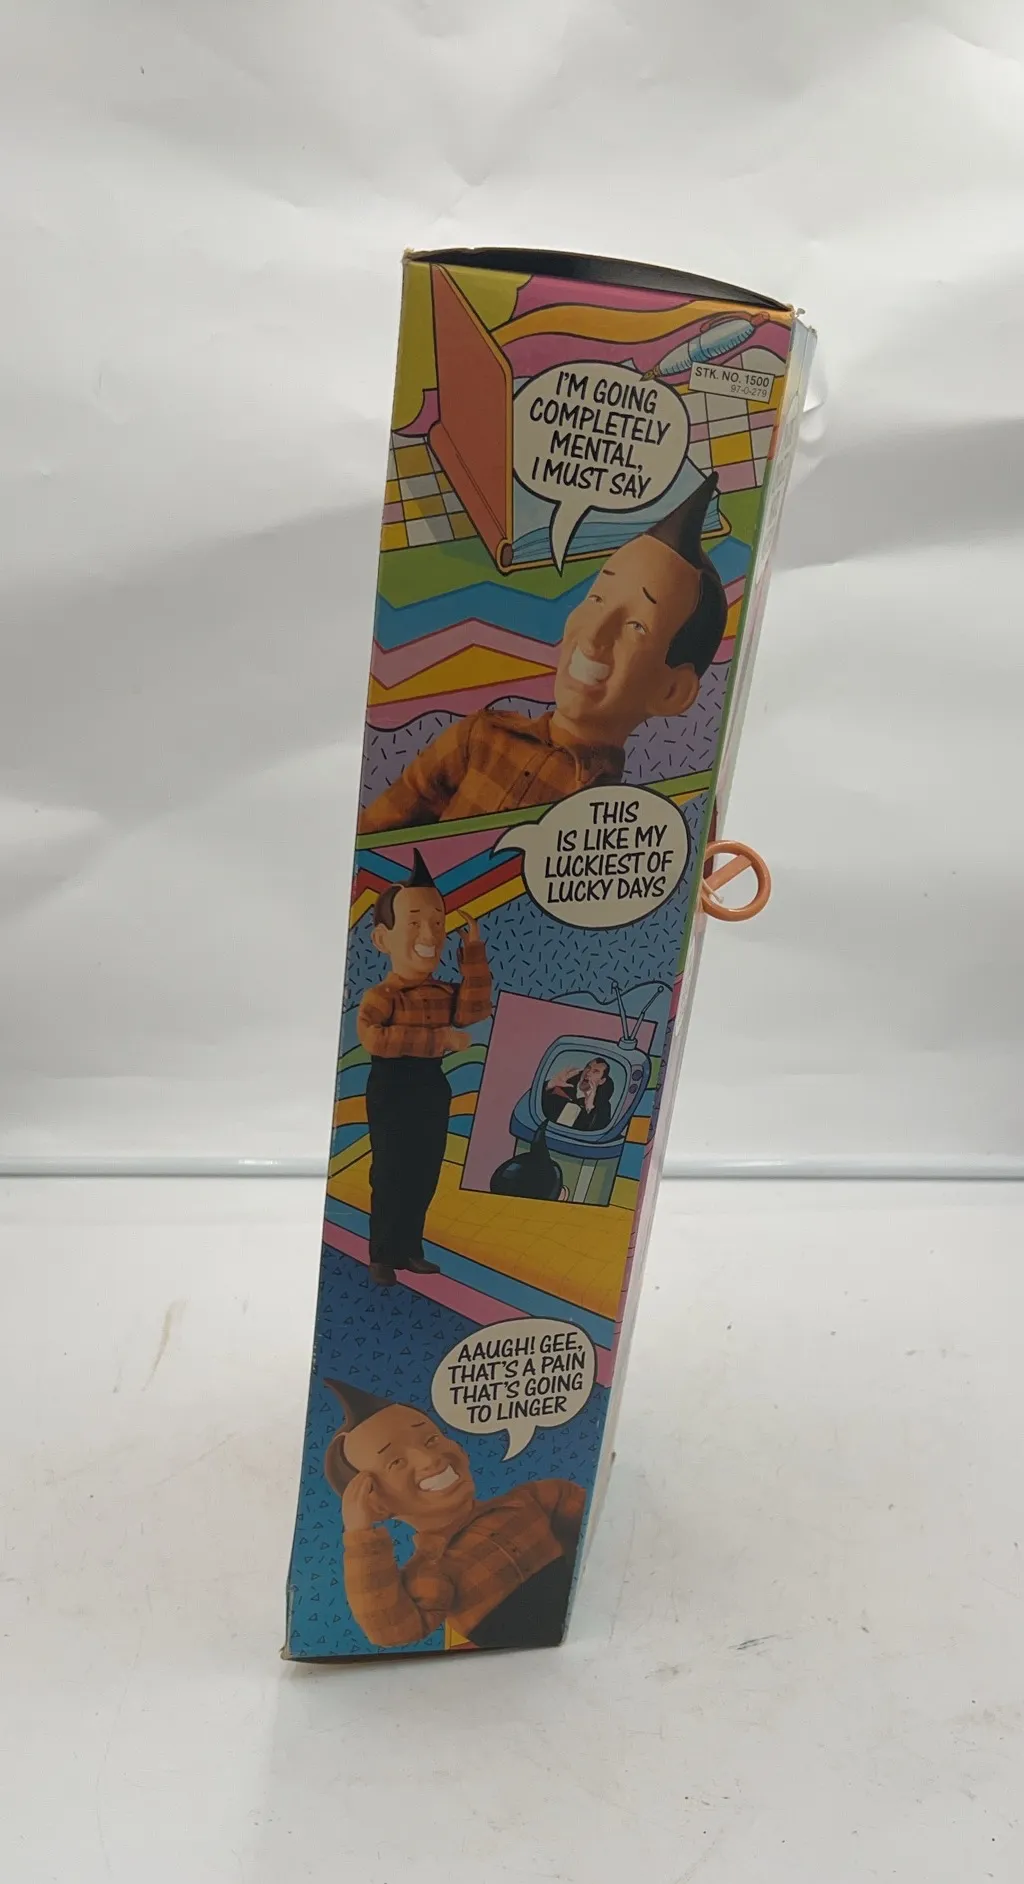 STK. NO. 1500
97-0-279
I'M GOING
COMPLETELY
MENTAL,
I MUST SAY
THIS
IS LIKE MY
LUCKIEST OF
LUCKY DAYS
AAUGH! GEE,
THAT'S A PAIN
THAT'S GOING
TO LINGER